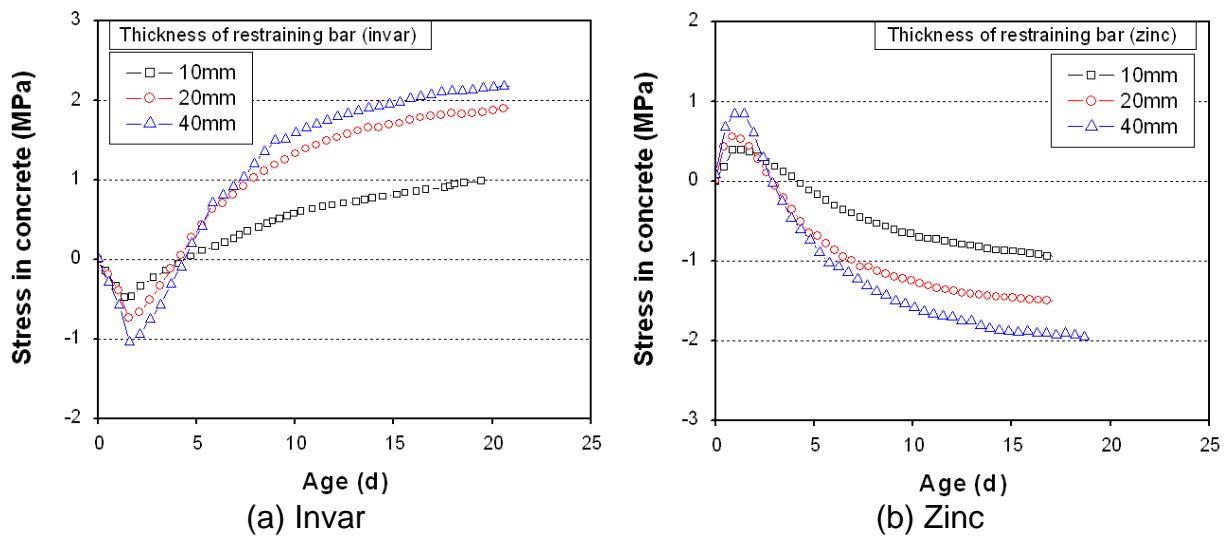 Thickness of restraining bar (invar)
10mm
20mm
40mm
Stress in concrete (MPa)
3
2
1
0
-1
-2
0
5
10
15
20
25
Age (d)
(a) Invar
Thickness of restraining bar (zinc)
10mm
20mm
40mm
Stress in concrete (MPa)
2
1
0
-1
-2
-3
0
5
10
15
20
25
Age (d)
(b) Zinc